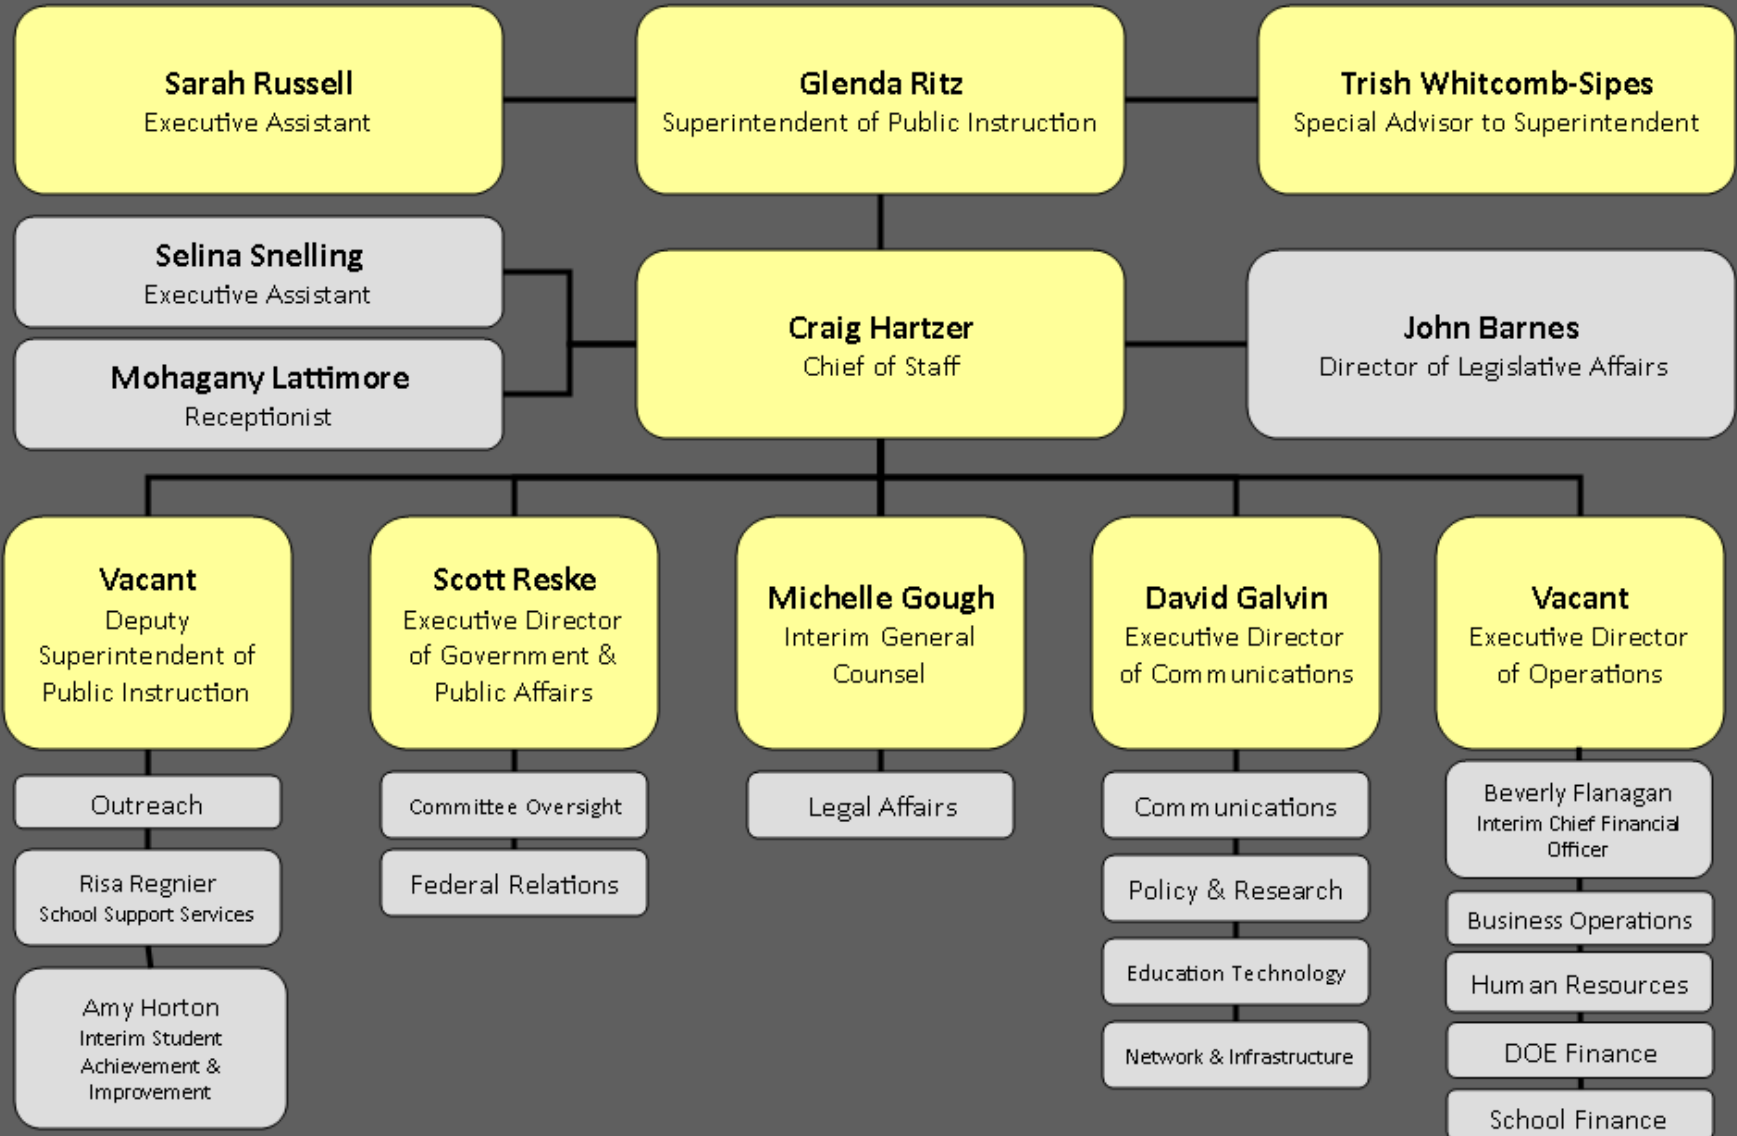 Sarah Russell
Executive Assistant
Glenda Ritz
Superintendent of Public Instruction
Trish Whitcomb-Sipes
Special Advisor to Superintendent
Selina Snelling
Executive Assistant
Mohagany Lattimore
Receptionist
Craig Hartzer
Chief of Staff
John Barnes
Director of Legislative Affairs
Vacant
Deputy
Superintendent of
Public Instruction
Scott Reske
Executive Director
of Government &
Public Affairs
Michelle Gough
Interim General
Counsel
David Galvin
Executive Director
of Communications
Vacant
Executive Director
of Operations
Outreach
Risa Regnier
School Support Services
Amy Horton
Interim Student
Achievement &
Improvement
Committee Oversight
Federal Relations
Legal Affairs
Communications
Policy & Research
Education Technology
Network & Infrastructure
Beverly Flanagan
Interim Chief Financial
Officer
Business Operations
Human Resources
DOE Finance
School Finance